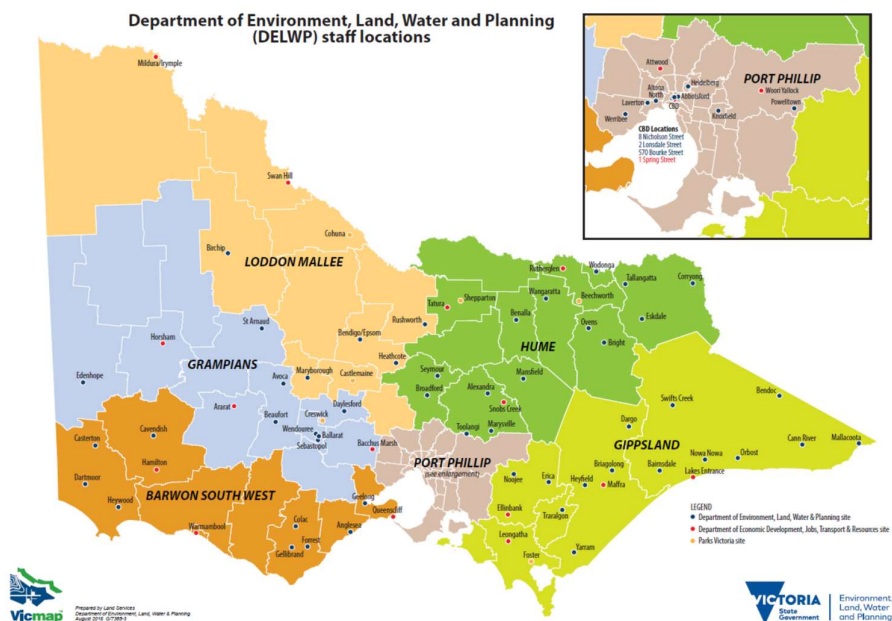 Department of Environment, Land, Water and Planning
(DELWP) staff locations
Mildura/Irymple
Swan Hill
Cohuna
Birchip
LODDON MALLEE
Rushworth
Bendigo/Epsom
Heathcote
Maryborough
Castlemaine
St Arnaud
Horsham
GRAMPIANS
Edenhope
Avoca
Ararat
Beaufort
Creswick
Daylesford
Wendouree
Ballarat
Sebastopol
Bacchus Marsh
Casterton
Cavendish
Hamilton
Dartmoor
Heywood
BARWON SOUTH WEST
Warrnambool
Colac
Forrest
Gellibrand
Geelong
Anglesea
Queenscliff
Rutherglen
Wodonga
Tallangatta
Corryong
Tatura
Shepparton
Wangaratta
Beechworth
Benalla
Ovens
Eskdale
HUME
Bright
Seymour
Mansfield
Broadford
Alexandra
Snobs Creek
Marysville
Toolangi
PORT PHILLIP
(see enlargement)
Noojee
Swifts Creek
Bendoc
Dargo
GIPPSLAND
Mallacoota
Cann River
Nowa Nowa
Orbost
Briagolong
Bairnsdale
Lakes Entrance
Erica
Heyfield
Maffra
Ellinbank
Traralgon
Leongatha
Foster
Yarram
Attwood
PORT PHILLIP
Heidelberg
Altona
North
Abbotsford
Woori Yallock
Laverton
CBD
Powelltown
Werribee
Knoxfield
CBD Locations
8 Nicholson Street
2 Lonsdale Street
570 Bourke Street
1 Spring Street
LEGEND
Department of Environment, Land, Water & Planning site
Department of Economic Development, Jobs, Transport & Resources site
Parks Victoria site
Vicmap
Prepared by Land Services
Department of Environment, Land, Water & Planning
VICTORIA
State
Government
Environment,
Land, Water
and Planning